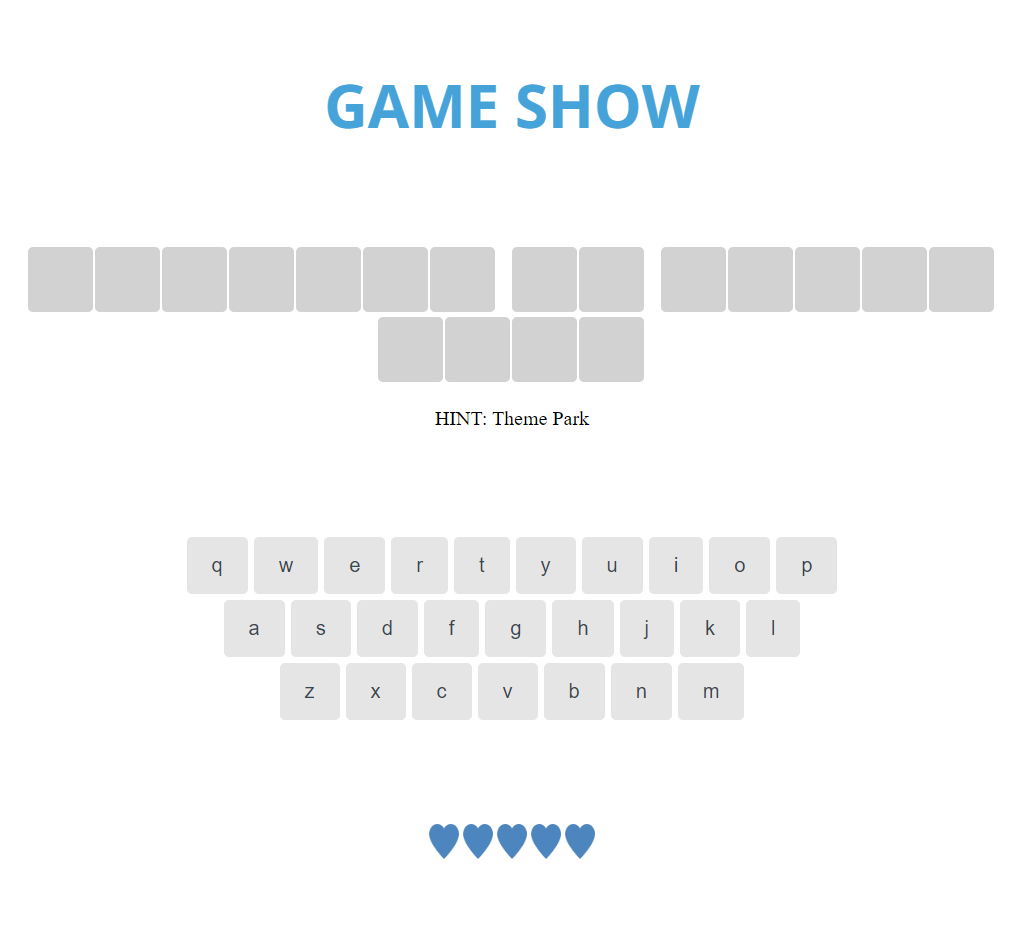 GAME SHOW
HINT: Theme Park
q w e r t y u i o p
a s d f g h j k l
z x c v b n m